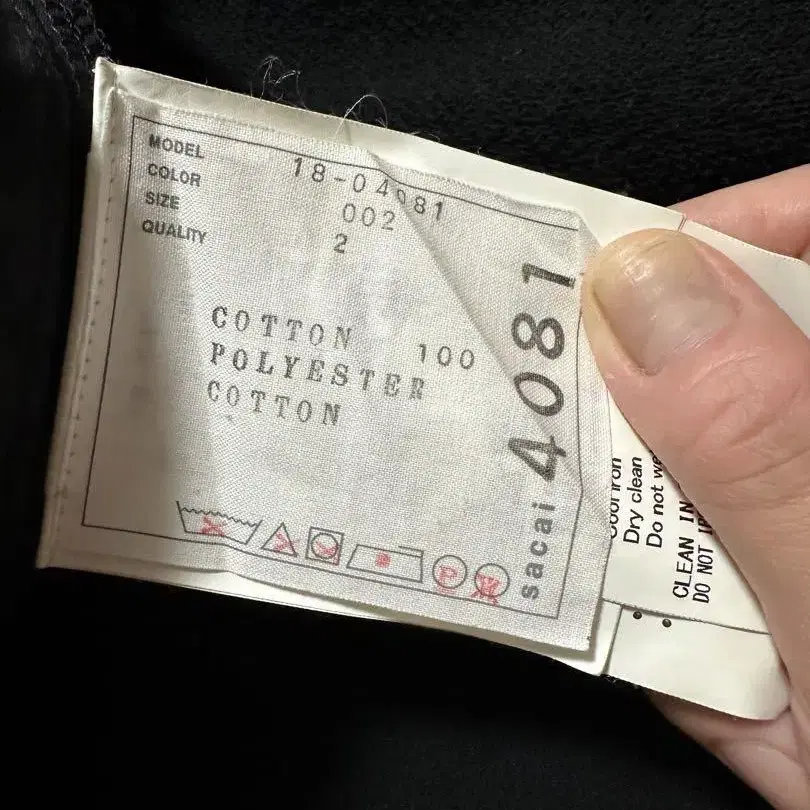 MODEL 18-04081
COLOR 002
SIZE 2
QUALITY
COTTON 100
POLYESTER
COTTON
sacai 4081
P
Cool iron
Dry clean
Do not
CLEAN IN
DO NOT